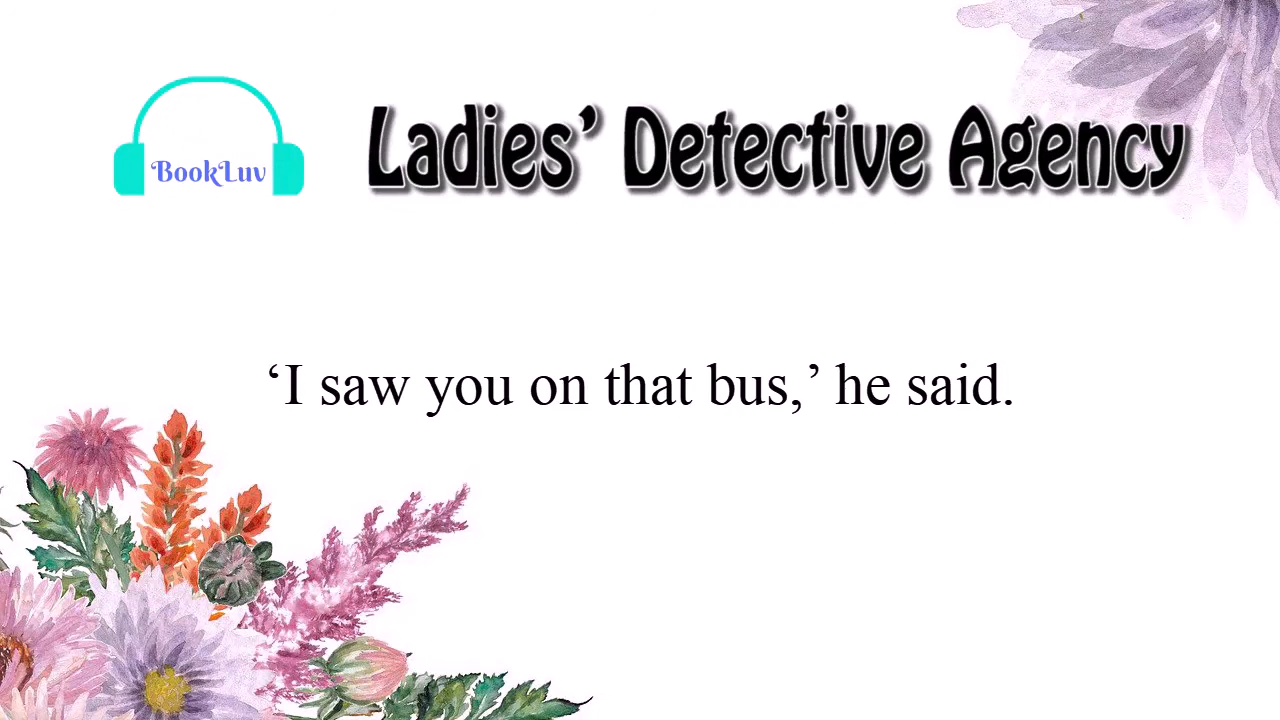 BookLuv
Ladies’ Detective Agency
‘I saw you on that bus,’ he said.